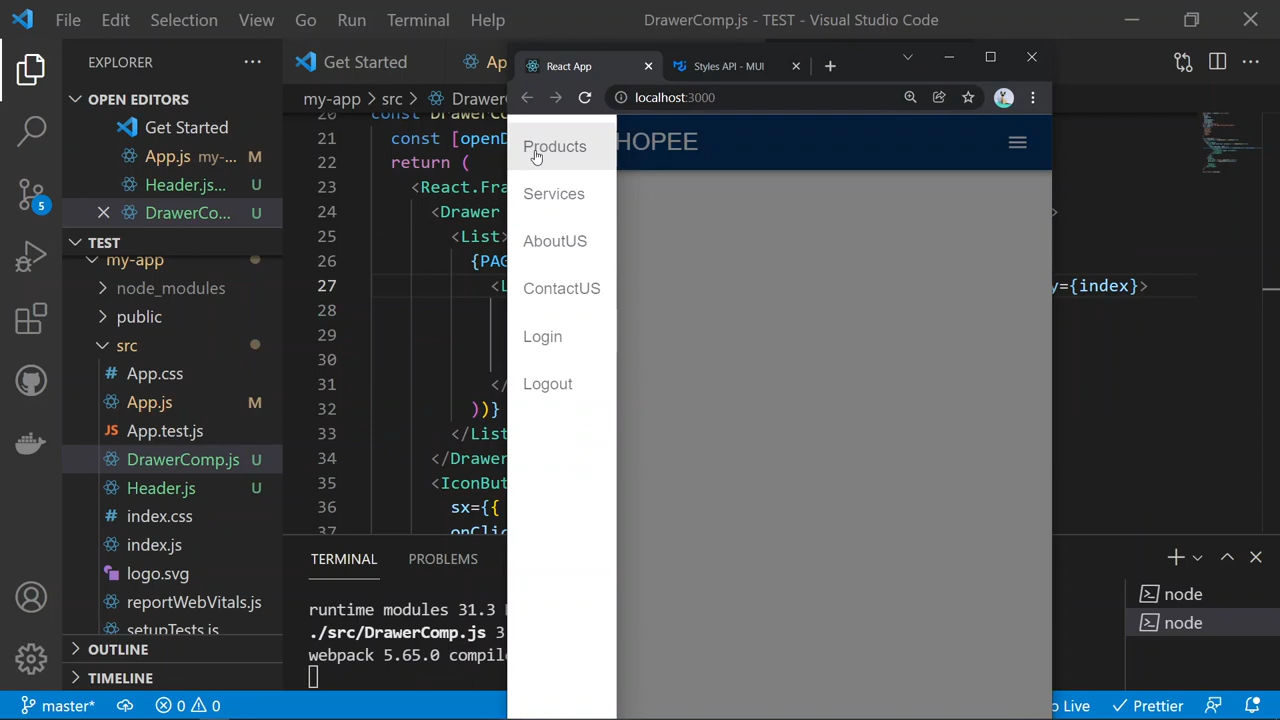 File Edit Selection View Go Run Terminal Help
DrawerComp.js - TEST - Visual Studio Code
EXPLORER
OPEN EDITORS
Get Started
App.js my-... M
Header.js... U
DrawerCo... U
TEST
my-app
node_modules
public
src
App.css
App.js M
JS App.test.js
DrawerComp.js U
Header.js U
# index.css
index.js
logo.svg
reportWebVitals.js
setupTests.js
OUTLINE
TIMELINE
5
Get Started
my-app > src >
20
21 const [openD
22 return (
23 <React.Fra
24 <Drawer >
25 <List>
26 {PAG
27 <L y={index}>
28
29
30
31 </
32 ))}
33 </List
34 </Drawer
35 <IconBut
36 sx={{
37 onClic
React App
Styles API - MUI
localhost:3000
HOPEE
Products
Services
AboutUS
ContactUS
Login
Logout
TERMINAL PROBLEMS
runtime modules 31.3
./src/DrawerComp.js 3
webpack 5.65.0 compile
node
node
master* 0 0
Live Prettier